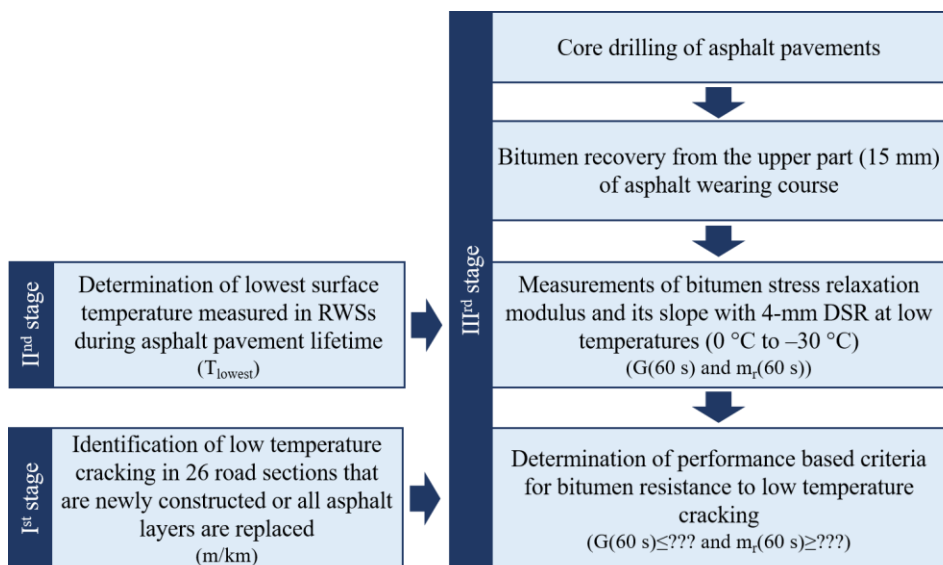 Core drilling of asphalt pavements
Bitumen recovery from the upper part (15 mm)
of asphalt wearing course
IIIrd stage
IInd stage
Determination of lowest surface
temperature measured in RWSs
during asphalt pavement lifetime
(Tlowest)
Measurements of bitumen stress relaxation
modulus and its slope with 4-mm DSR at low
temperatures (0 °C to –30 °C)
(G(60 s) and mr(60 s))
Ist stage
Identification of low temperature
cracking in 26 road sections that
are newly constructed or all asphalt
layers are replaced
(m/km)
Determination of performance based criteria
for bitumen resistance to low temperature
cracking
(G(60 s)≤??? and mr(60 s)≥???)